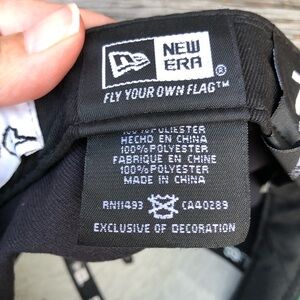 NEW
ERA®
FLY YOUR OWN FLAG™
100% POLIESTER
HECHO EN CHINA
100% POLYESTER
FABRIQUE EN CHINE
100% POLYESTER
MADE IN CHINA
RN11493 CA40289
EXCLUSIVE OF DECORATION